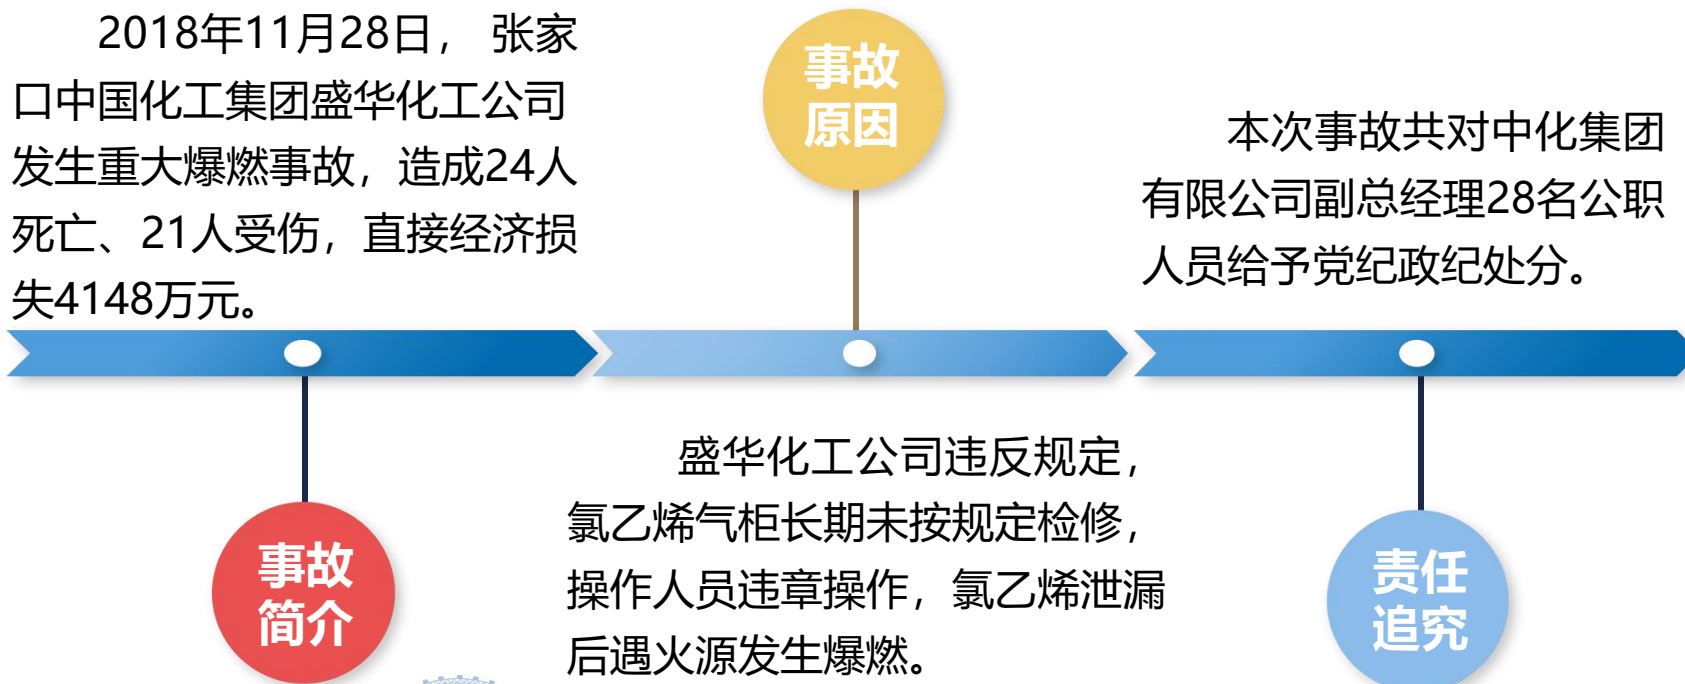 2018年11月28日， 张家
口中国化工集团盛华化工公司
发生重大爆燃事故，造成24人
死亡、21人受伤，直接经济损
失4148万元。
事故
简介
事故
原因
盛华化工公司违反规定，
氯乙烯气柜长期未按规定检修，
操作人员违章操作，氯乙烯泄漏
后遇火源发生爆燃。
本次事故共对中化集团
有限公司副总经理28名公职
人员给予党纪政纪处分。
责任
追究